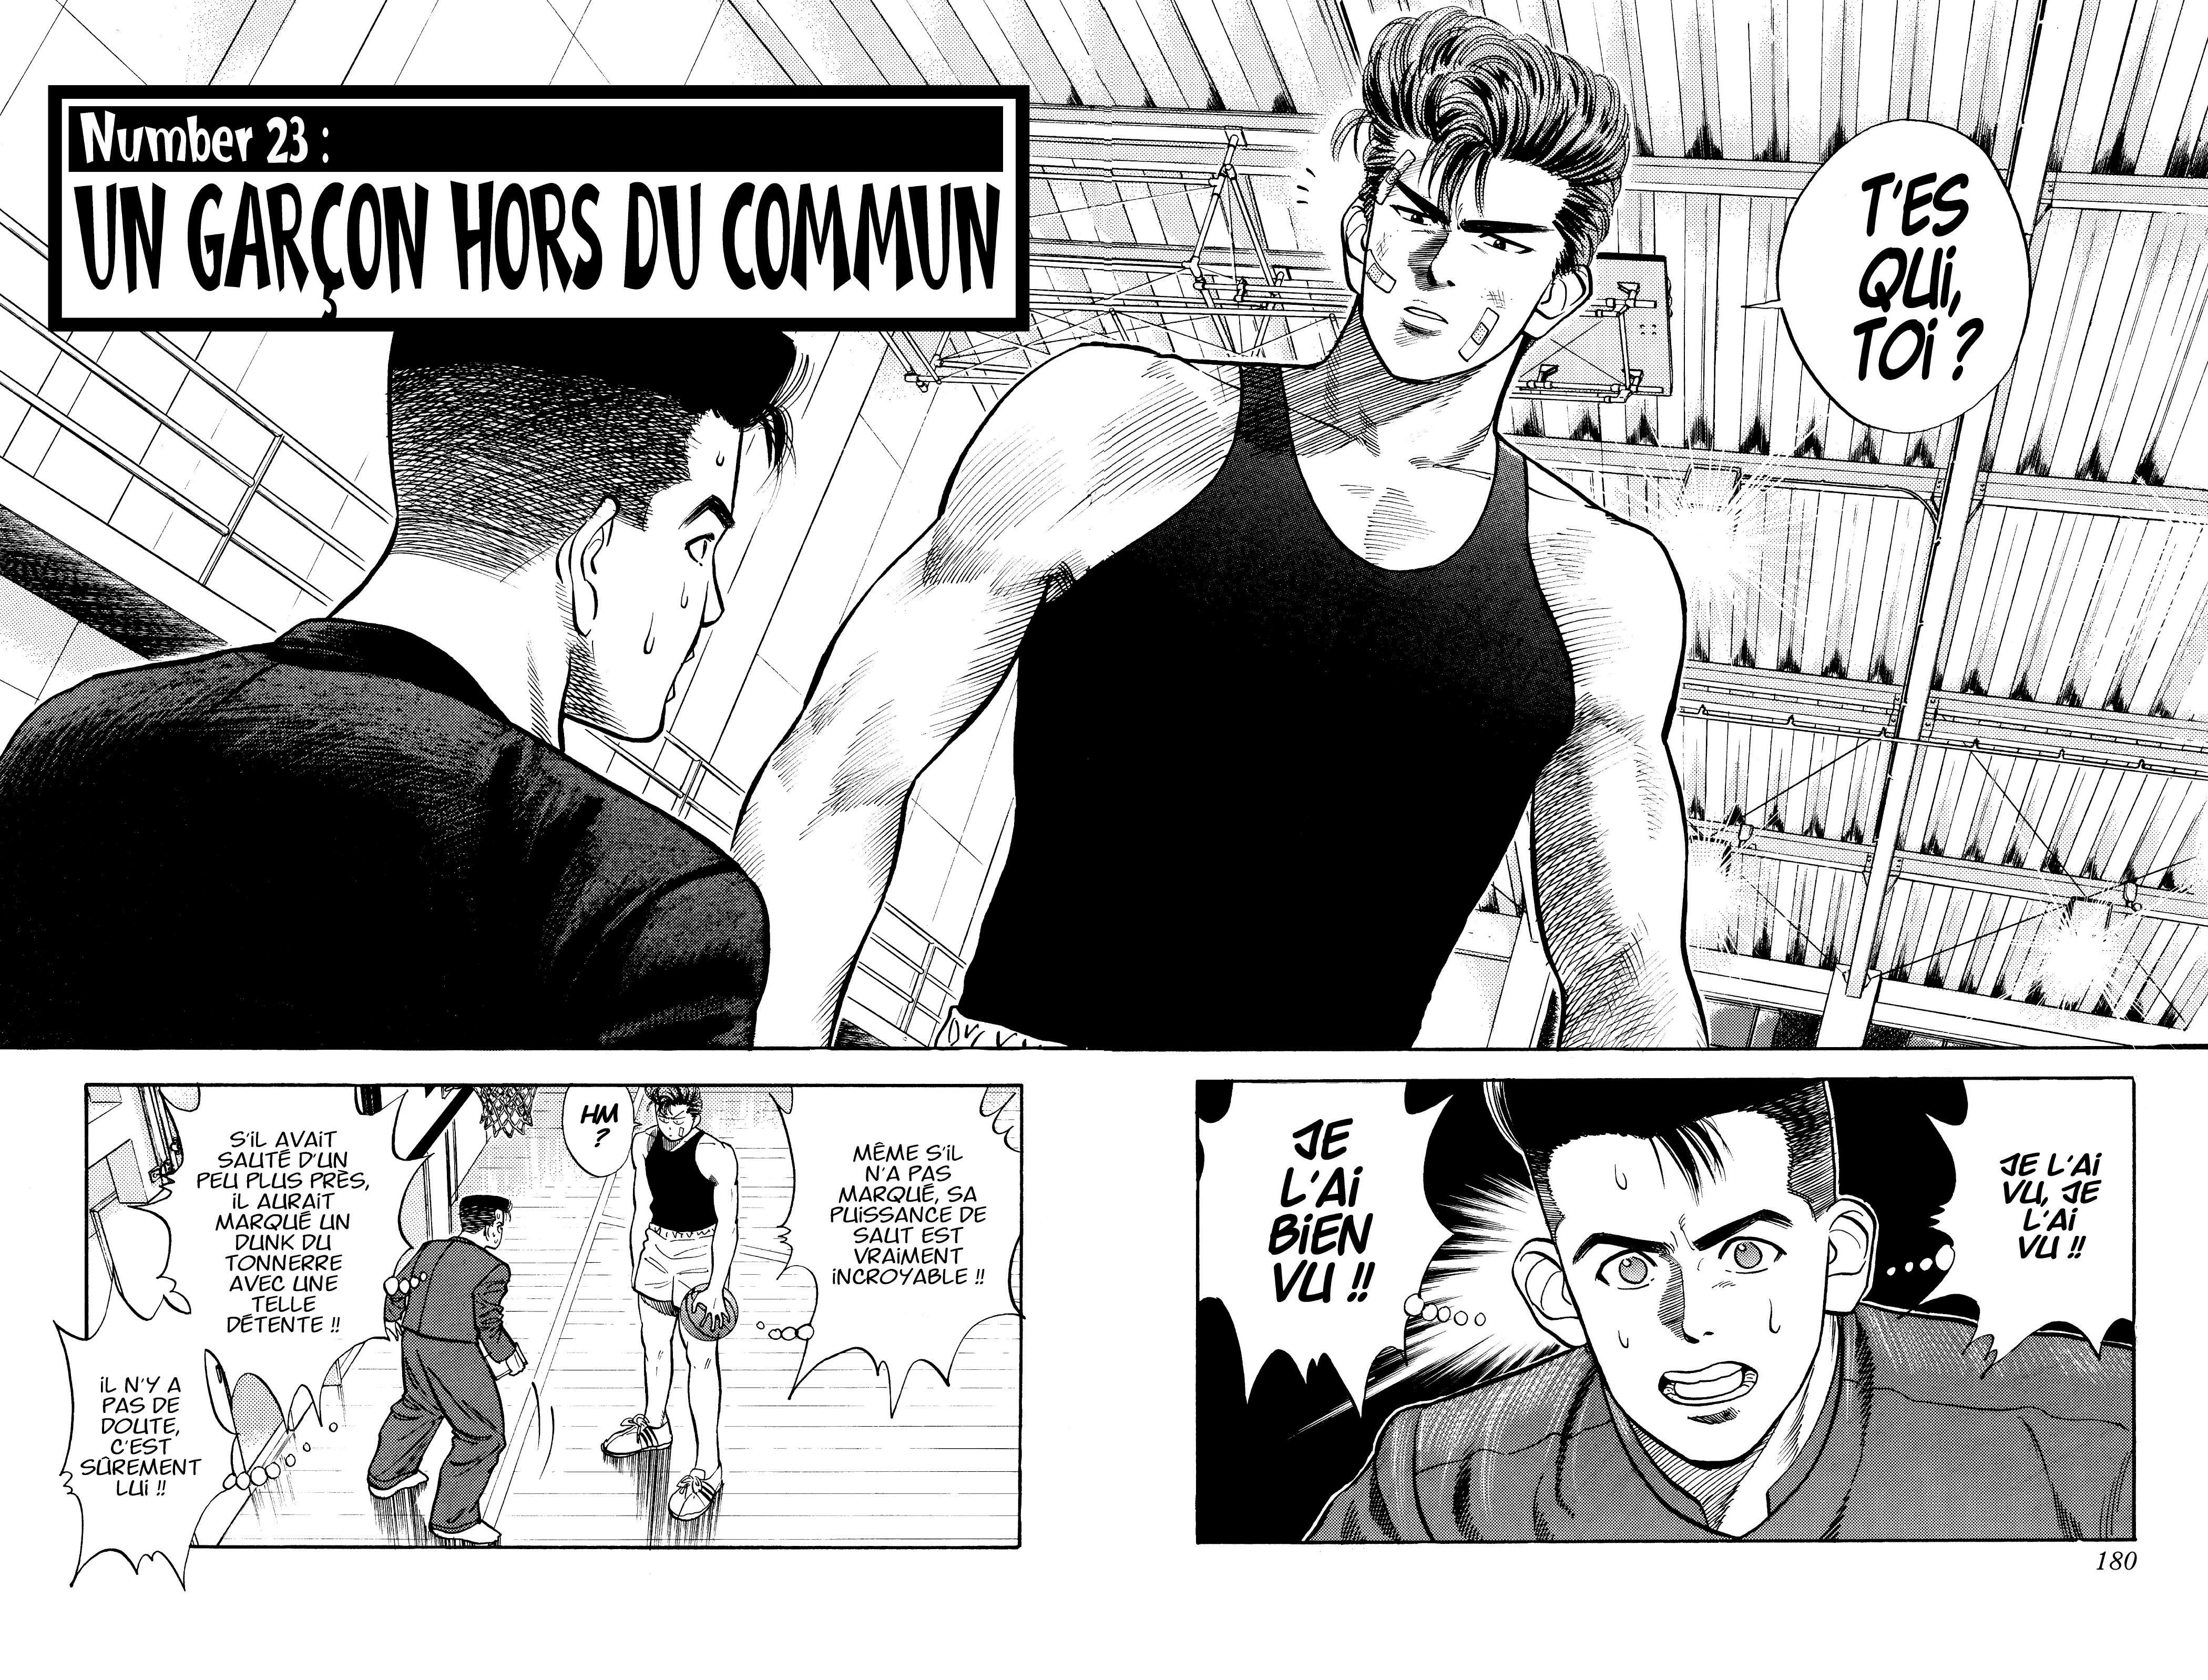 Number 23 :
UN GARÇON HORS DU COMMUN
T'ES
QUI,
TOI ?
JE L'AI
VU, JE
L'AI
VU !!
JE
L'AI
BIEN
VU !!
MÊME S'IL
N'A PAS
MARQUÉ, SA
PUISSANCE DE
SAUT EST
VRAIMENT
INCROYABLE !!
HM
?
S'IL AVAIT
SAUTÉ D'UN
PEU PLUS PRÈS,
IL AURAIT
MARQUÉ UN
DUNK DU
TONNERRE
AVEC UNE
TELLE
DÉTENTE !!
IL N'Y A
PAS DE
DOUTE,
C'EST
SÛREMENT
LUI !!
180